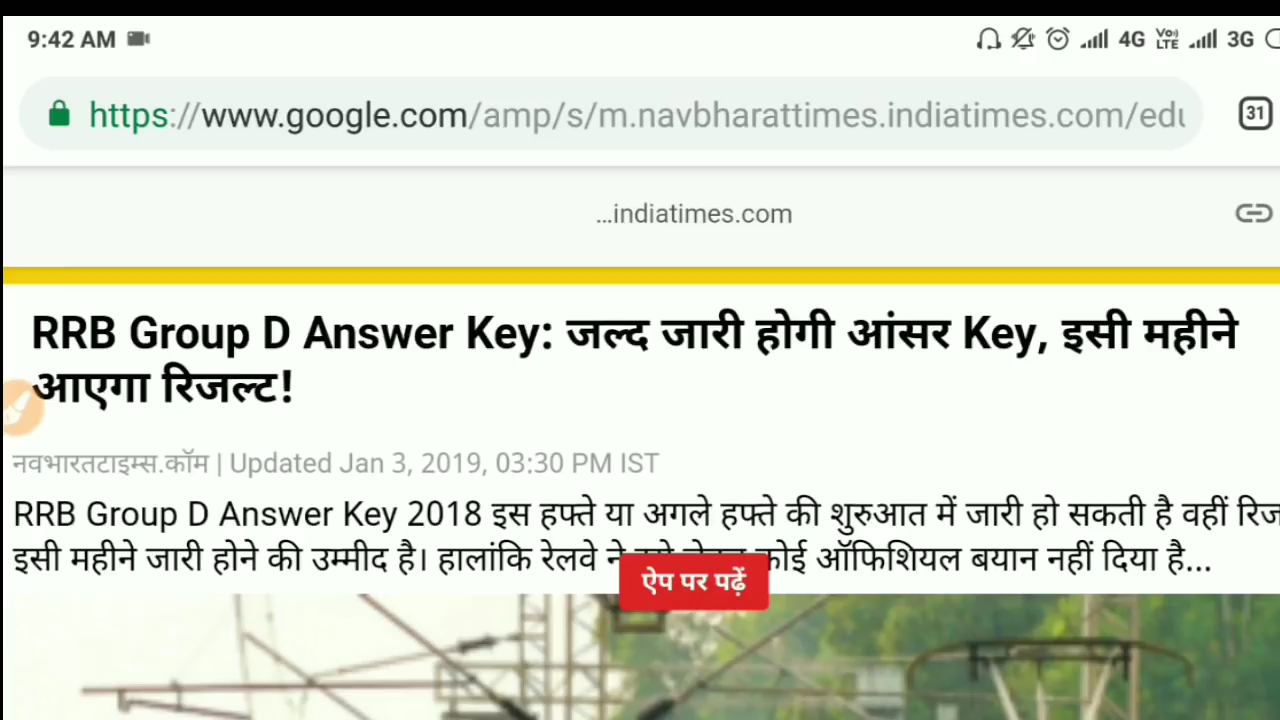 9:42 AM
4G VoLTE 3G
https://www.google.com/amp/s/m.navbharattimes.indiatimes.com/edu
31
...indiatimes.com
RRB Group D Answer Key: जल्द जारी होगी आंसर Key, इसी महीने
आएगा रिजल्ट!
नवभारतटाइम्स.कॉम | Updated Jan 3, 2019, 03:30 PM IST
RRB Group D Answer Key 2018 इस हफ्ते या अगले हफ्ते की शुरुआत में जारी हो सकती है वहीं
इसी महीने जारी होने की उम्मीद है। हालांकि रेलवे ने कोई ऑफिशियल बयान नहीं दिया है...
ऐप पर पढ़ें